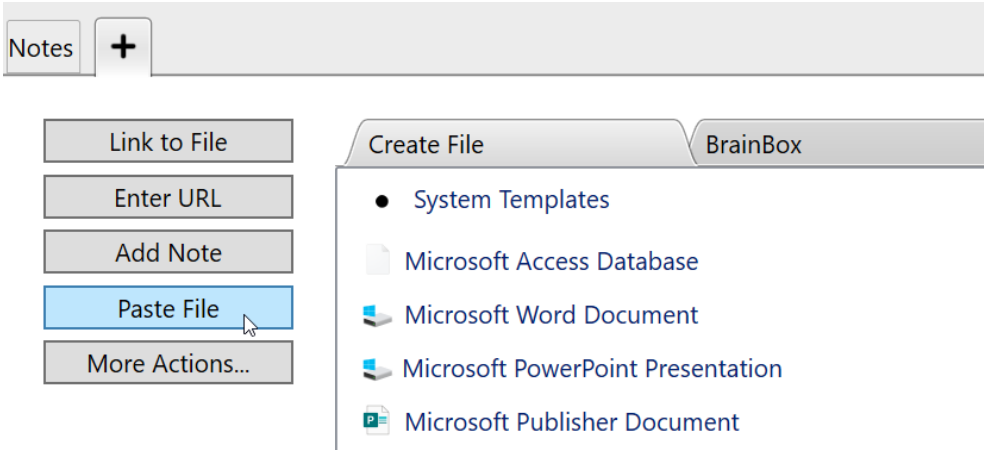 Notes +
Link to File
Enter URL
Add Note
Paste File
More Actions...
Create File
BrainBox
System Templates
Microsoft Access Database
Microsoft Word Document
Microsoft PowerPoint Presentation
Microsoft Publisher Document